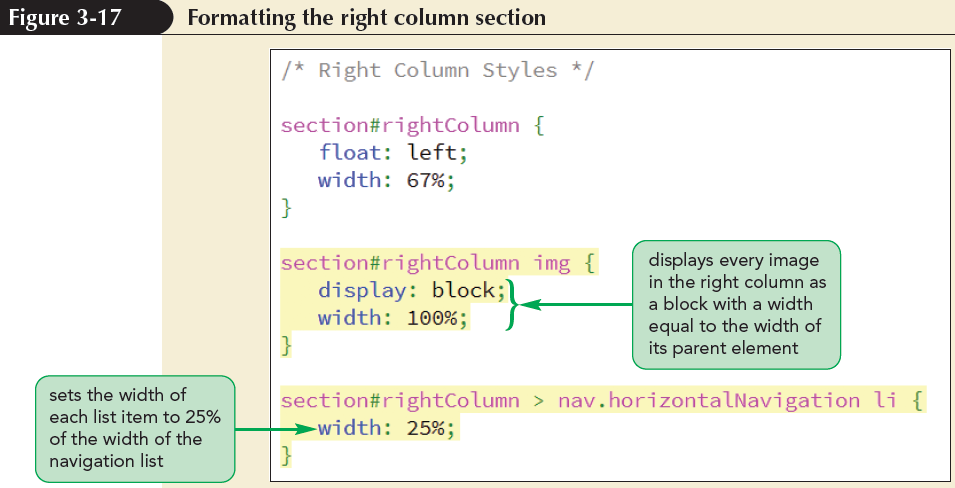 Figure 3-17 Formatting the right column section
/* Right Column Styles */
section#rightColumn {
float: left;
width: 67%;
}
section#rightColumn img {
display: block;
width: 100%;
}
displays every image
in the right column as
a block with a width
equal to the width of
its parent element
section#rightColumn > nav.horizontalNavigation li {
width: 25%;
}
sets the width of
each list item to 25%
of the width of the
navigation list